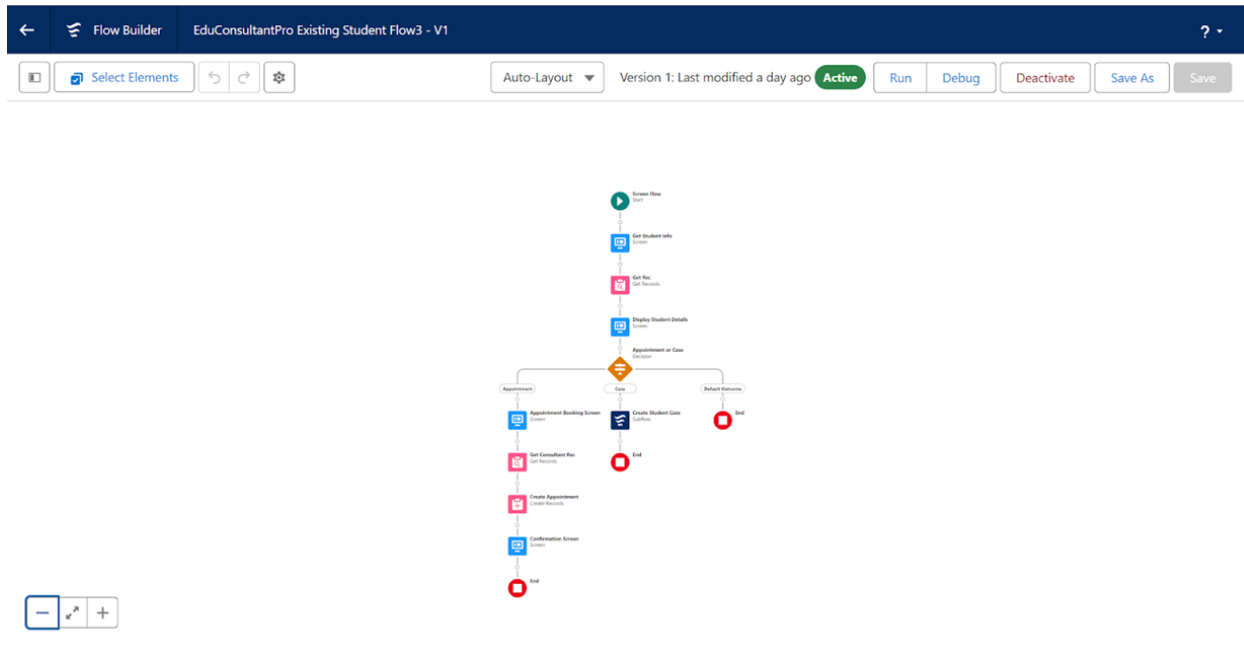 Flow Builder EduConsultantPro Existing Student Flow3 - V1 ?
Select Elements Auto-Layout Version 1: Last modified a day ago Active Run Debug Deactivate Save As Save
Screen Flow
Start
Get Student Info
Screen
Get Rec
Get Records
Display Student Details
Screen
Appointment or Case
Decision
Appointment Case Default Outcome
Appointment Booking Screen
Screen
Create Student Case
Subflow
End
Get Consultant Rec
Get Records
End
Create Appointment
Create Records
Confirmation Screen
Screen
End